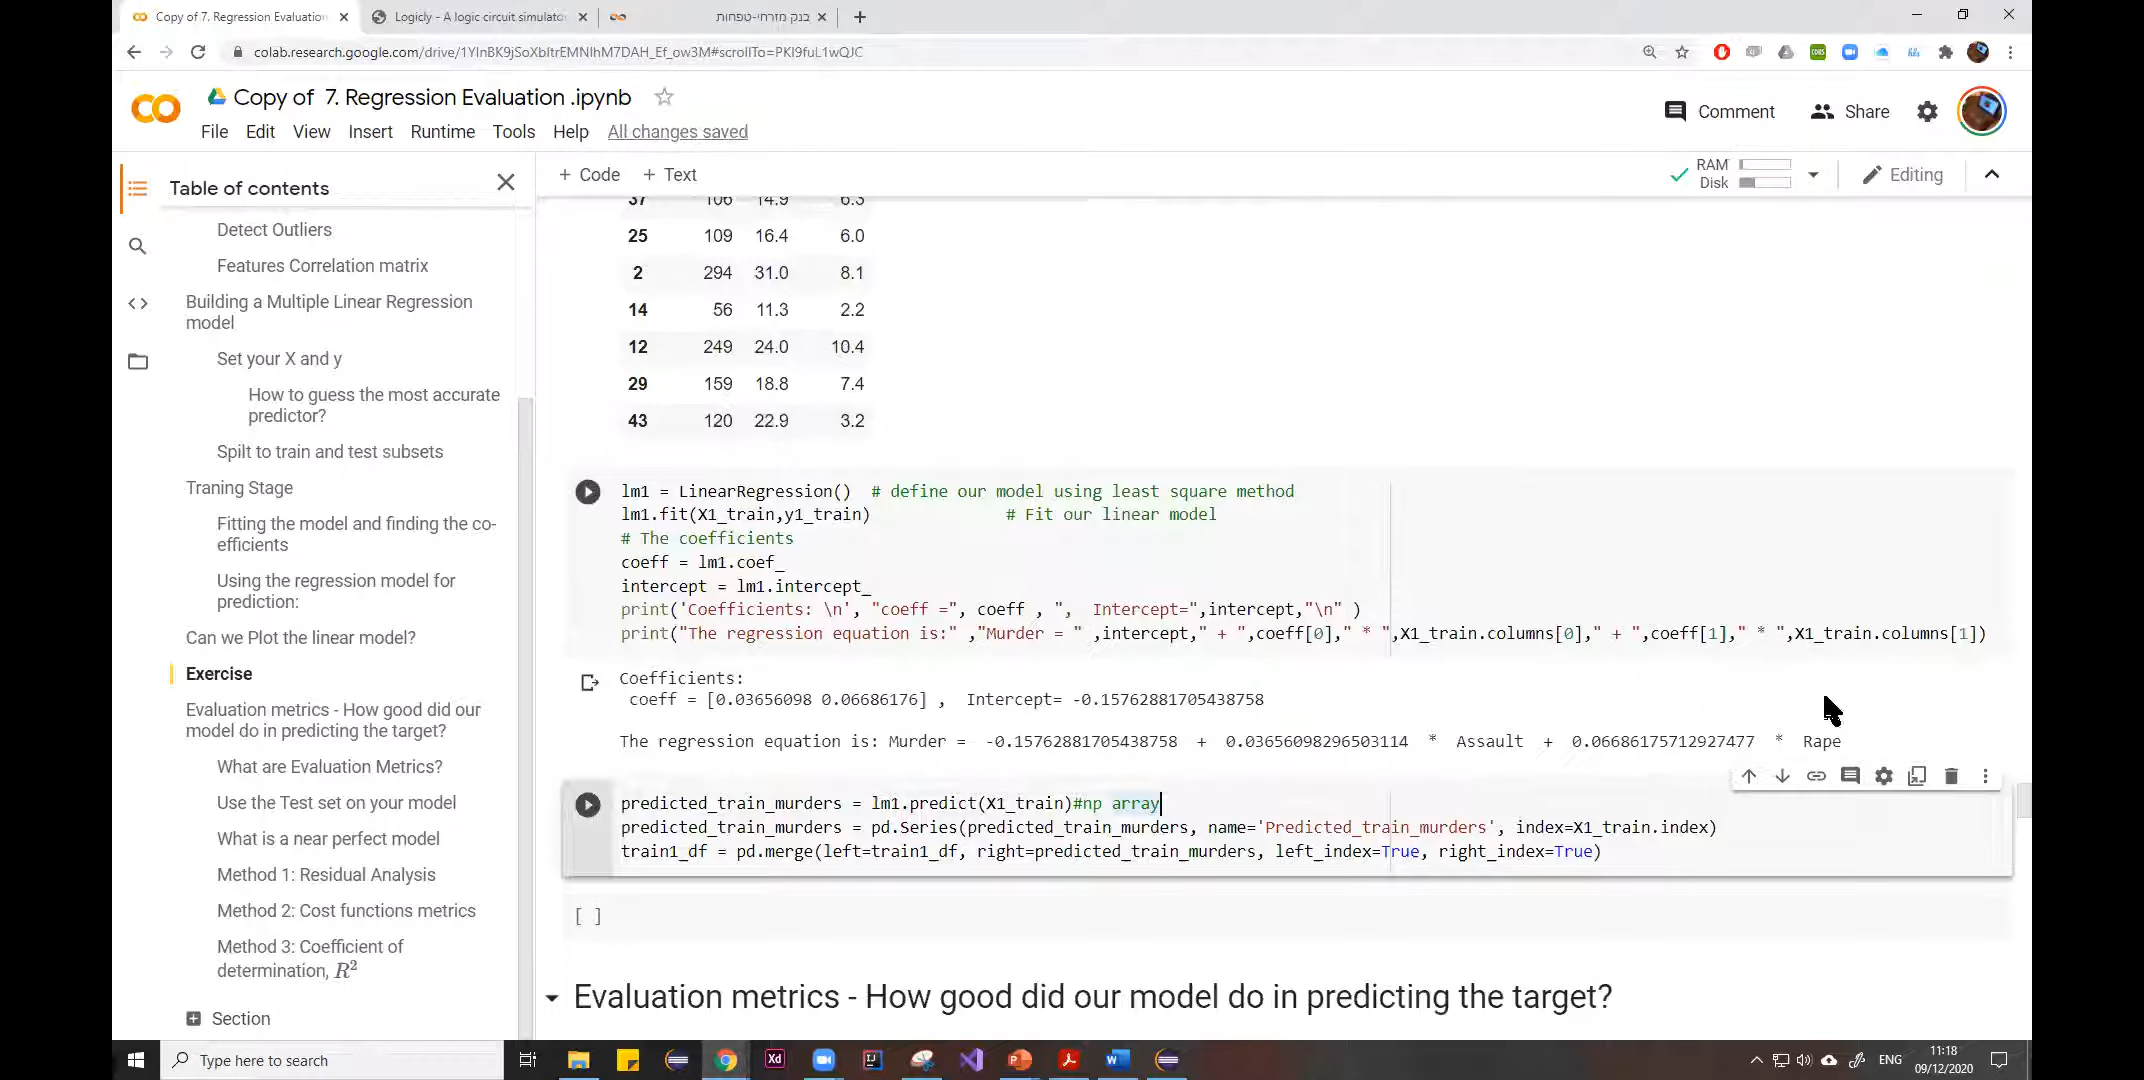 Copy of 7. Regression Evaluation
Logicly - A logic circuit simulato
בנק מזרחי-טפחות
colab.research.google.com/drive/1YInBK9jSoXbItrEMNIhM7DAH_Ef_ow3M#scrollTo=PKI9fuL1wQJC
Copy of 7. Regression Evaluation .ipynb
Comment
Share
File Edit View Insert Runtime Tools Help All changes saved
Table of contents
+ Code + Text
RAM
Disk
Editing
Detect Outliers
Features Correlation matrix
Building a Multiple Linear Regression
model
Set your X and y
How to guess the most accurate
predictor?
Spilt to train and test subsets
Traning Stage
Fitting the model and finding the co-
efficients
Using the regression model for
prediction:
Can we Plot the linear model?
Exercise
Evaluation metrics - How good did our
model do in predicting the target?
What are Evaluation Metrics?
Use the Test set on your model
What is a near perfect model
Method 1: Residual Analysis
Method 2: Cost functions metrics
Method 3: Coefficient of
determination, R²
Section
37 106 14.9 6.3
25 109 16.4 6.0
2 294 31.0 8.1
14 56 11.3 2.2
12 249 24.0 10.4
29 159 18.8 7.4
43 120 22.9 3.2
lm1 = LinearRegression() # define our model using least square method
lm1.fit(X1_train,y1_train) # Fit our linear model
# The coefficients
coeff = lm1.coef_
intercept = lm1.intercept_
print('Coefficients: \n', "coeff =", coeff , ", Intercept=",intercept,"\n" )
print("The regression equation is:" ,"Murder = " ,intercept," + ",coeff[0]," * ",X1_train.columns[0]," + ",coeff[1]," * ",X1_train.columns[1])
Coefficients:
coeff = [0.03656098 0.06686176] , Intercept= -0.15762881705438758
The regression equation is: Murder = -0.15762881705438758 + 0.03656098296503114 * Assault + 0.06686175712927477 * Rape
predicted_train_murders = lm1.predict(X1_train)#np array
predicted_train_murders = pd.Series(predicted_train_murders, name='Predicted_train_murders', index=X1_train.index)
train1_df = pd.merge(left=train1_df, right=predicted_train_murders, left_index=True, right_index=True)
[ ]
Evaluation metrics - How good did our model do in predicting the target?
Type here to search
Xd
ENG
11:18
09/12/2020